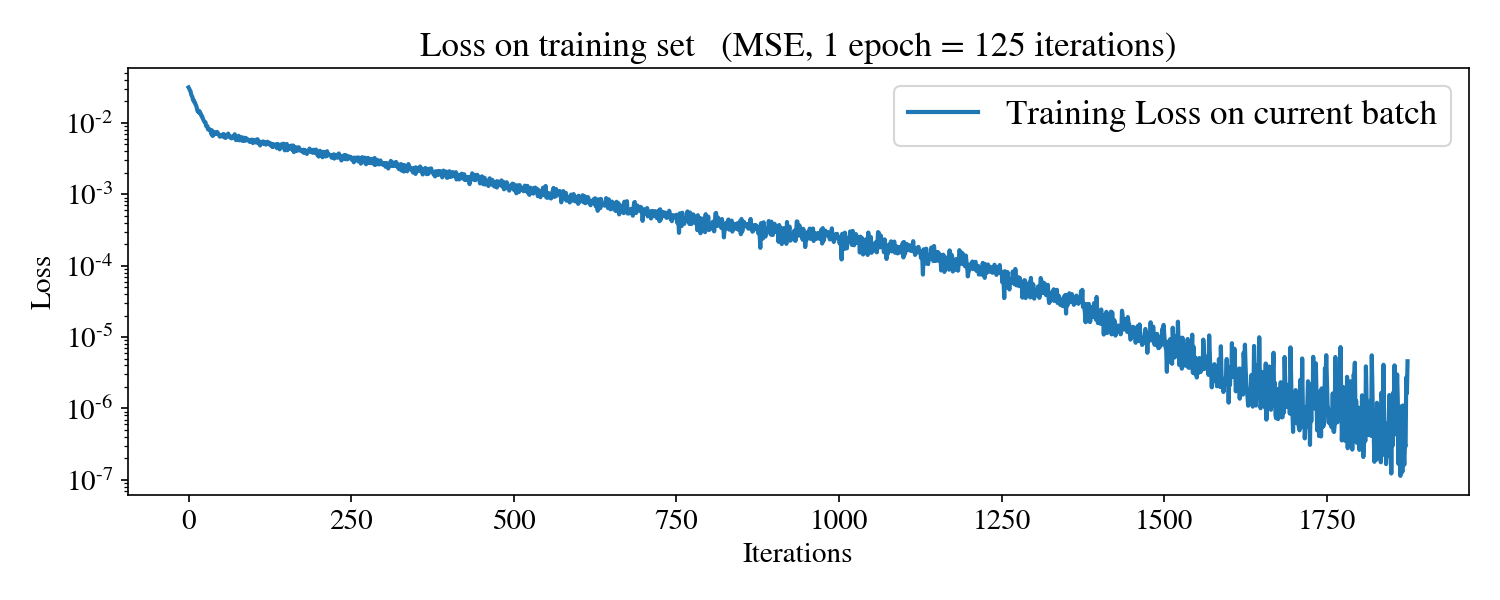 Loss on training set   (MSE, 1 epoch = 125 iterations)
Training Loss on current batch
Loss
10-2
10-3
10-4
10-5
10-6
10-7
0 250 500 750 1000 1250 1500 1750
Iterations